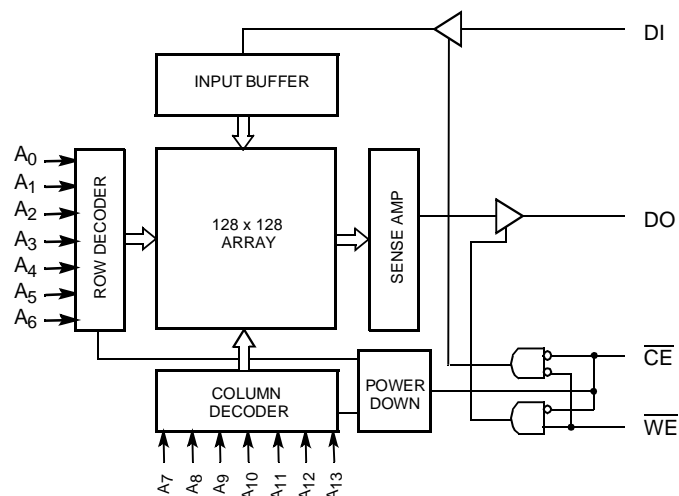 DI
INPUT BUFFER
A0
A1
A2
A3
A4
A5
A6
ROW DECODER
128 x 128
ARRAY
SENSE AMP
DO
COLUMN
DECODER
POWER
DOWN
CE
WE
A7
A8
A9
A10
A11
A12
A13